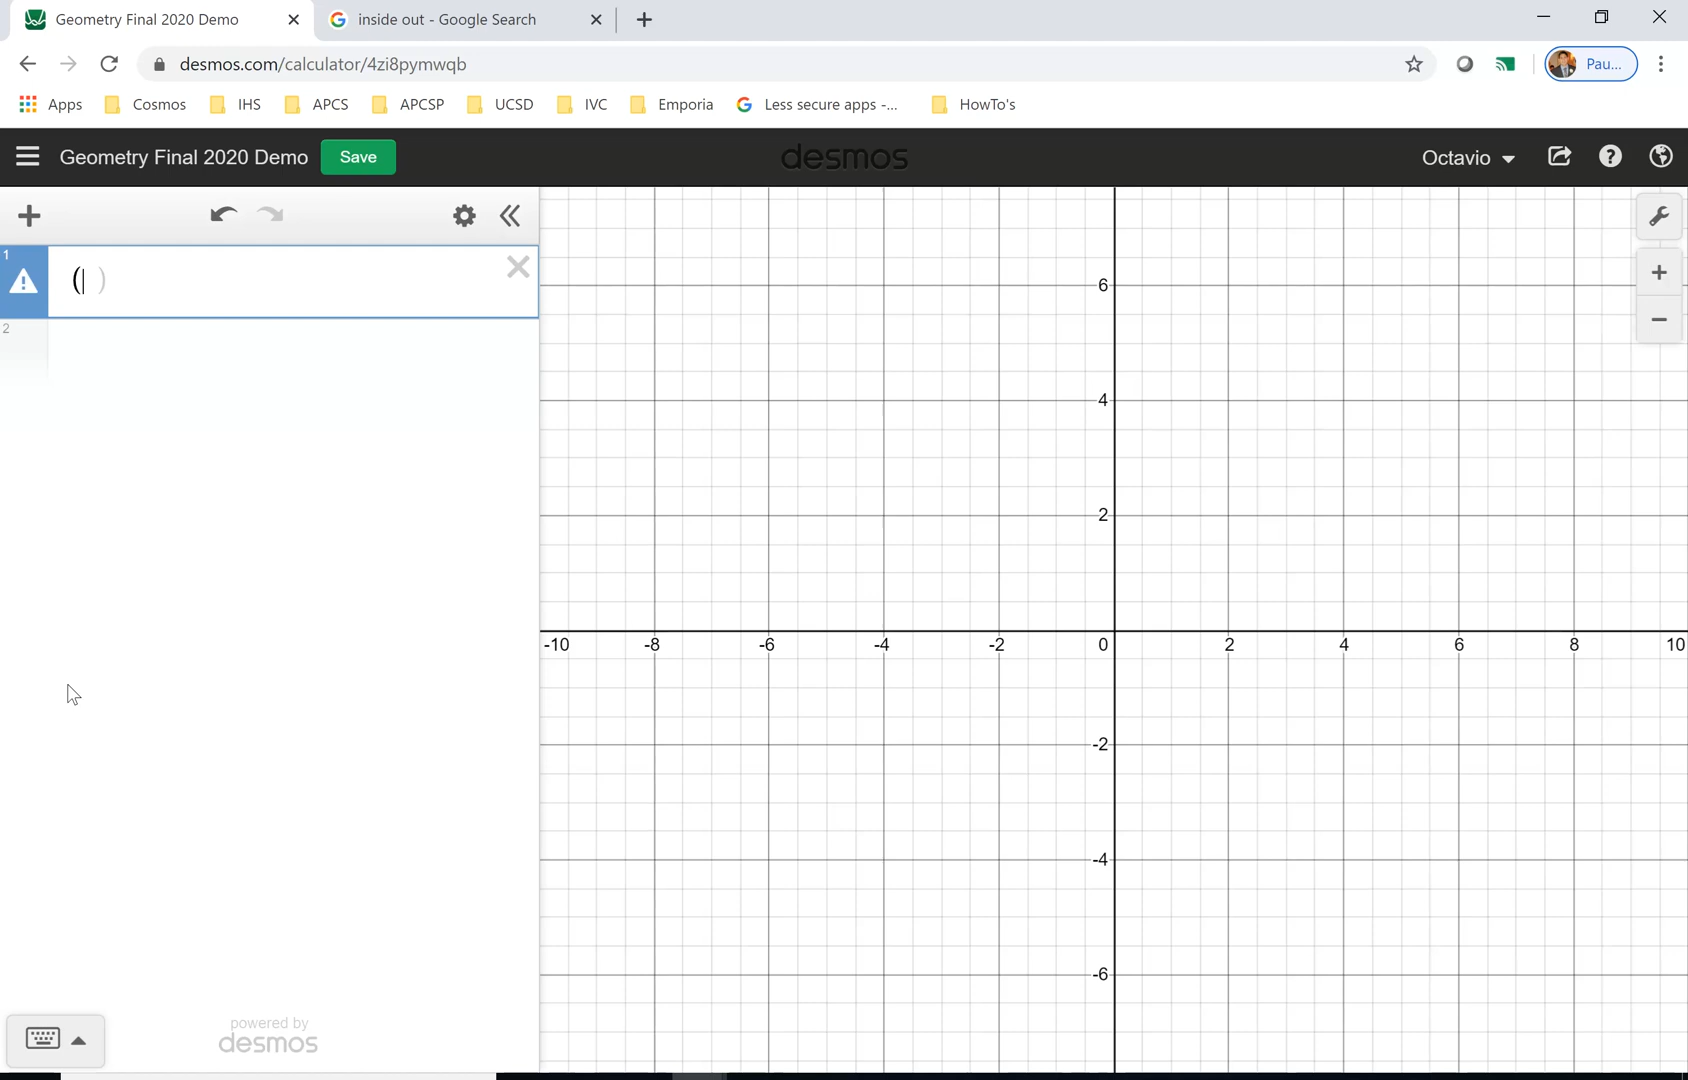 Geometry Final 2020 Demo
inside out - Google Search
desmos.com/calculator/4zi8pymwqb
Pau...
Apps Cosmos IHS APCS APCSP UCSD IVC Emporia Less secure apps -... HowTo's
Geometry Final 2020 Demo Save desmos Octavio
1
( )
2
6
4
2
-10 -8 -6 -4 -2 0 2 4 6 8 10
-2
-4
-6
powered by
desmos